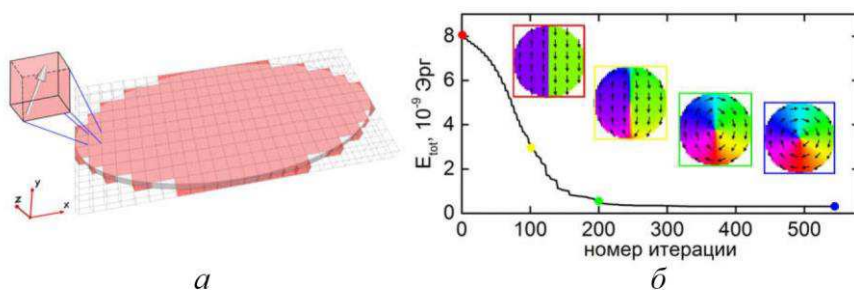 y
z
x
а
E_tot, 10^-9 Эрг
8
6
4
2
0
0 100 200 300 400 500
номер итерации
б